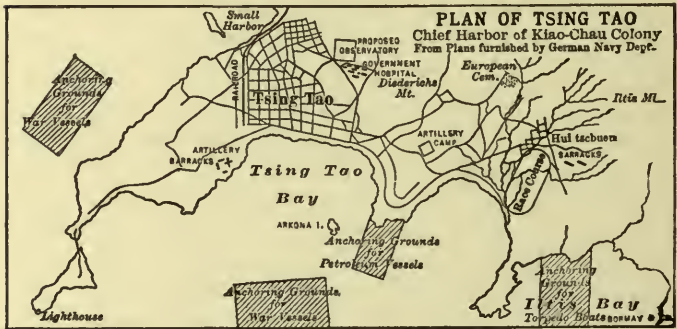 PLAN OF TSING TAO
Chief Harbor of Kiao-Chau Colony
From Plans furnished by German Navy Dept.
Small
Harbor
PROPOSED
OBSERVATORY
GOVERNMENT
HOSPITAL
Diederichs
Mt.
European
Cem.
Iltis Mt.
Anchoring
Grounds
for
War Vessels
RAILROAD
Tsing Tao
ARTILLERY
CAMP
Hui tschuem
BARRACKS
Race Course
ARTILLERY
BARRACKS
Tsing Tao
Bay
ARKONA I.
Anchoring Grounds
for
Petroleum Vessels
Anchoring Grounds
for
War Vessels
Anchoring
Grounds
for
Torpedo Boats
Iltis Bay
Lighthouse